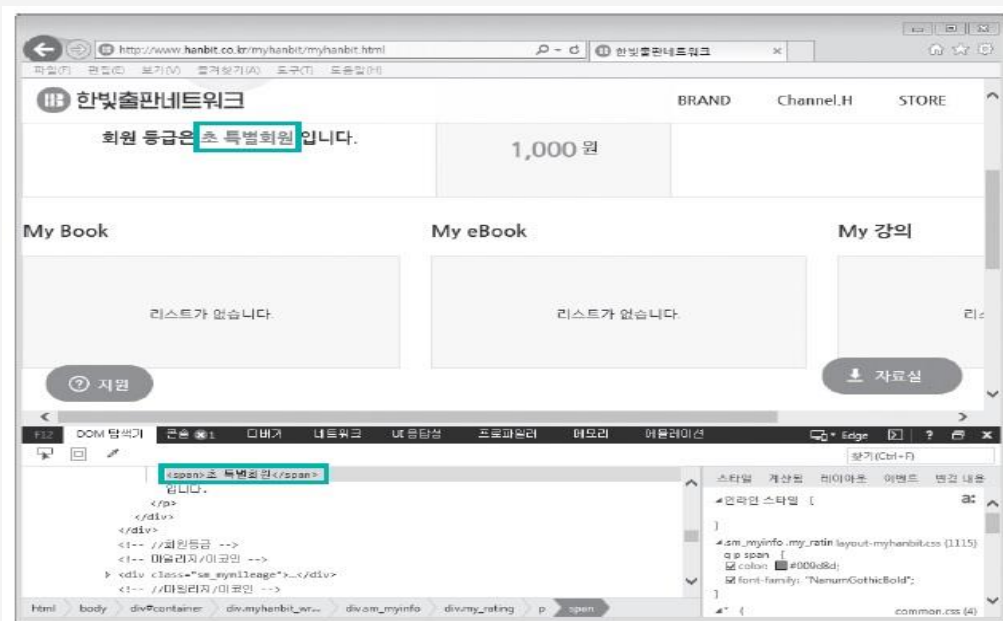 http://www.hanbit.co.kr/myhanbit/myhanbit.html
한빛출판네트워크
파일(F) 편집(E) 보기(V) 즐겨찾기(A) 도구(T) 도움말(H)
한빛출판네트워크
BRAND Channel.H STORE
회원 등급은 초 특별회원 입니다.
1,000 원
My Book My eBook My 강의
리스트가 없습니다. 리스트가 없습니다. 리스
지원 자료실
F12 DOM 탐색기 콘솔 1 디버거 네트워크 UI 응답성 프로파일러 메모리 에뮬레이션 Edge ?
찾기(Ctrl+F)
<span>초 특별회원</span>
입니다.
</p>
</div>
</div>
<!-- //회원등급 -->
<!-- 마일리지/이코인 -->
<div class="sm_mymileage">…</div>
<!-- //마일리지/이코인 -->
html body div#container div.myhanbit_wr... div.sm_myinfo div.my_rating p span
스타일 계산됨 레이아웃 이벤트 변경 내용
인라인 스타일 { a:
}
.sm_myinfo .my_ratin layout-myhanbit.css (1115)
g p span {
color: #009d8d;
font-family: "NanumGothicBold";
}
* { common.css (4)